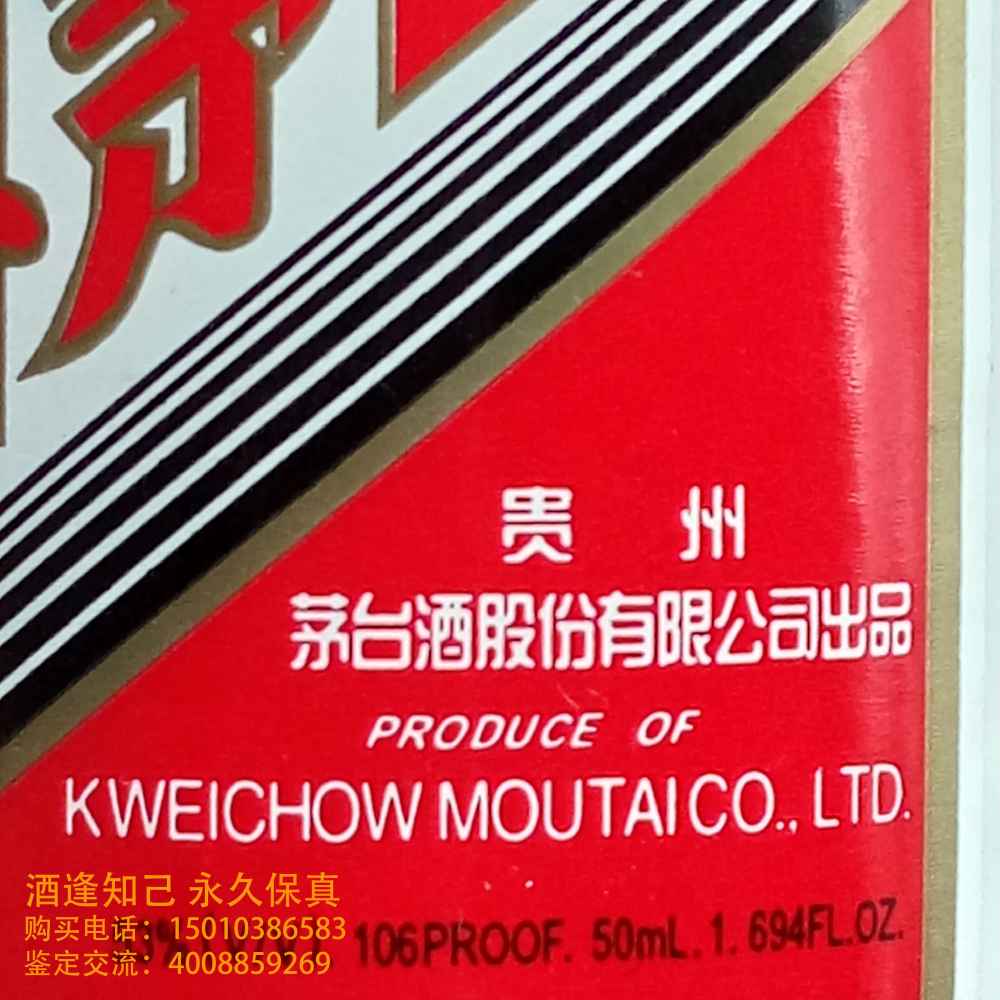 茅
贵 州
茅台酒股份有限公司出品
PRODUCE OF
KWEICHOW MOUTAI CO., LTD.
酒逢知己 永久保真
购买电话：15010386583
106PROOF. 50mL. 1. 694FL.OZ.
鉴定交流：4008859269